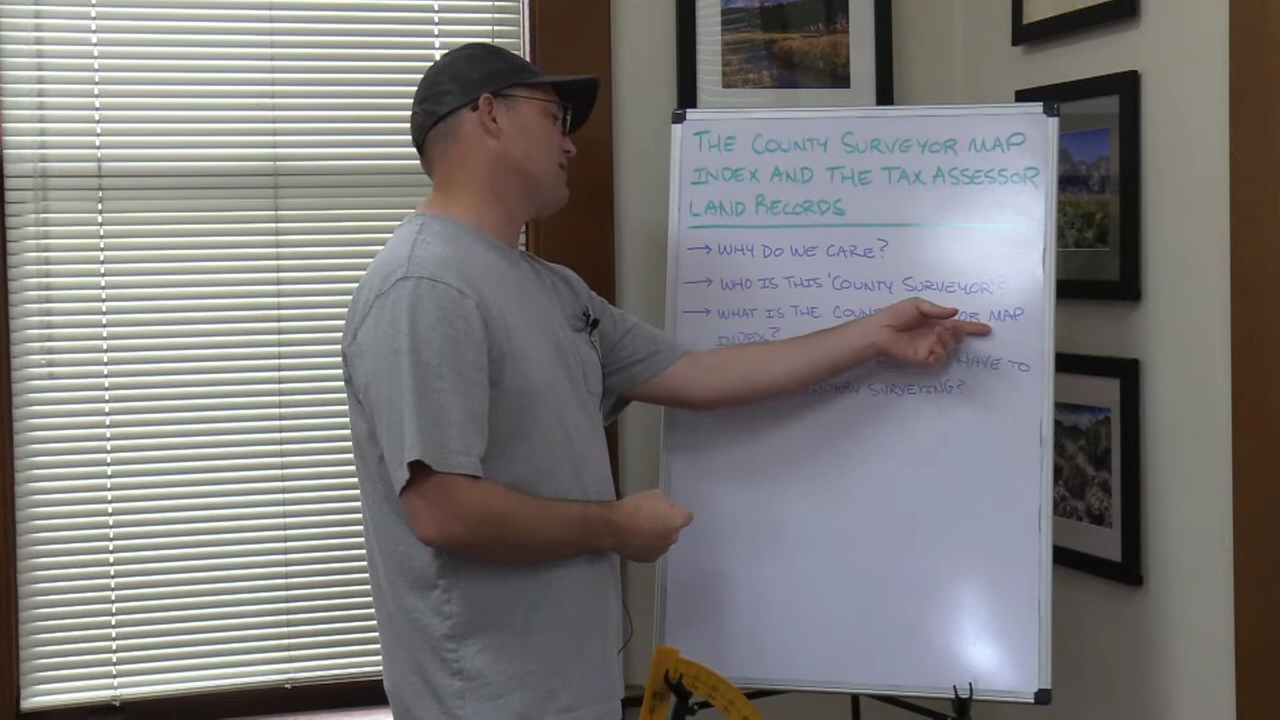 THE COUNTY SURVEYOR MAP
INDEX AND THE TAX ASSESSOR
LAND RECORDS
→ WHY DO WE CARE?
→ WHO IS THIS 'COUNTY SURVEYOR'?
→ WHAT IS THE MAP
INDEX?
HAVE TO
SURVEYING?